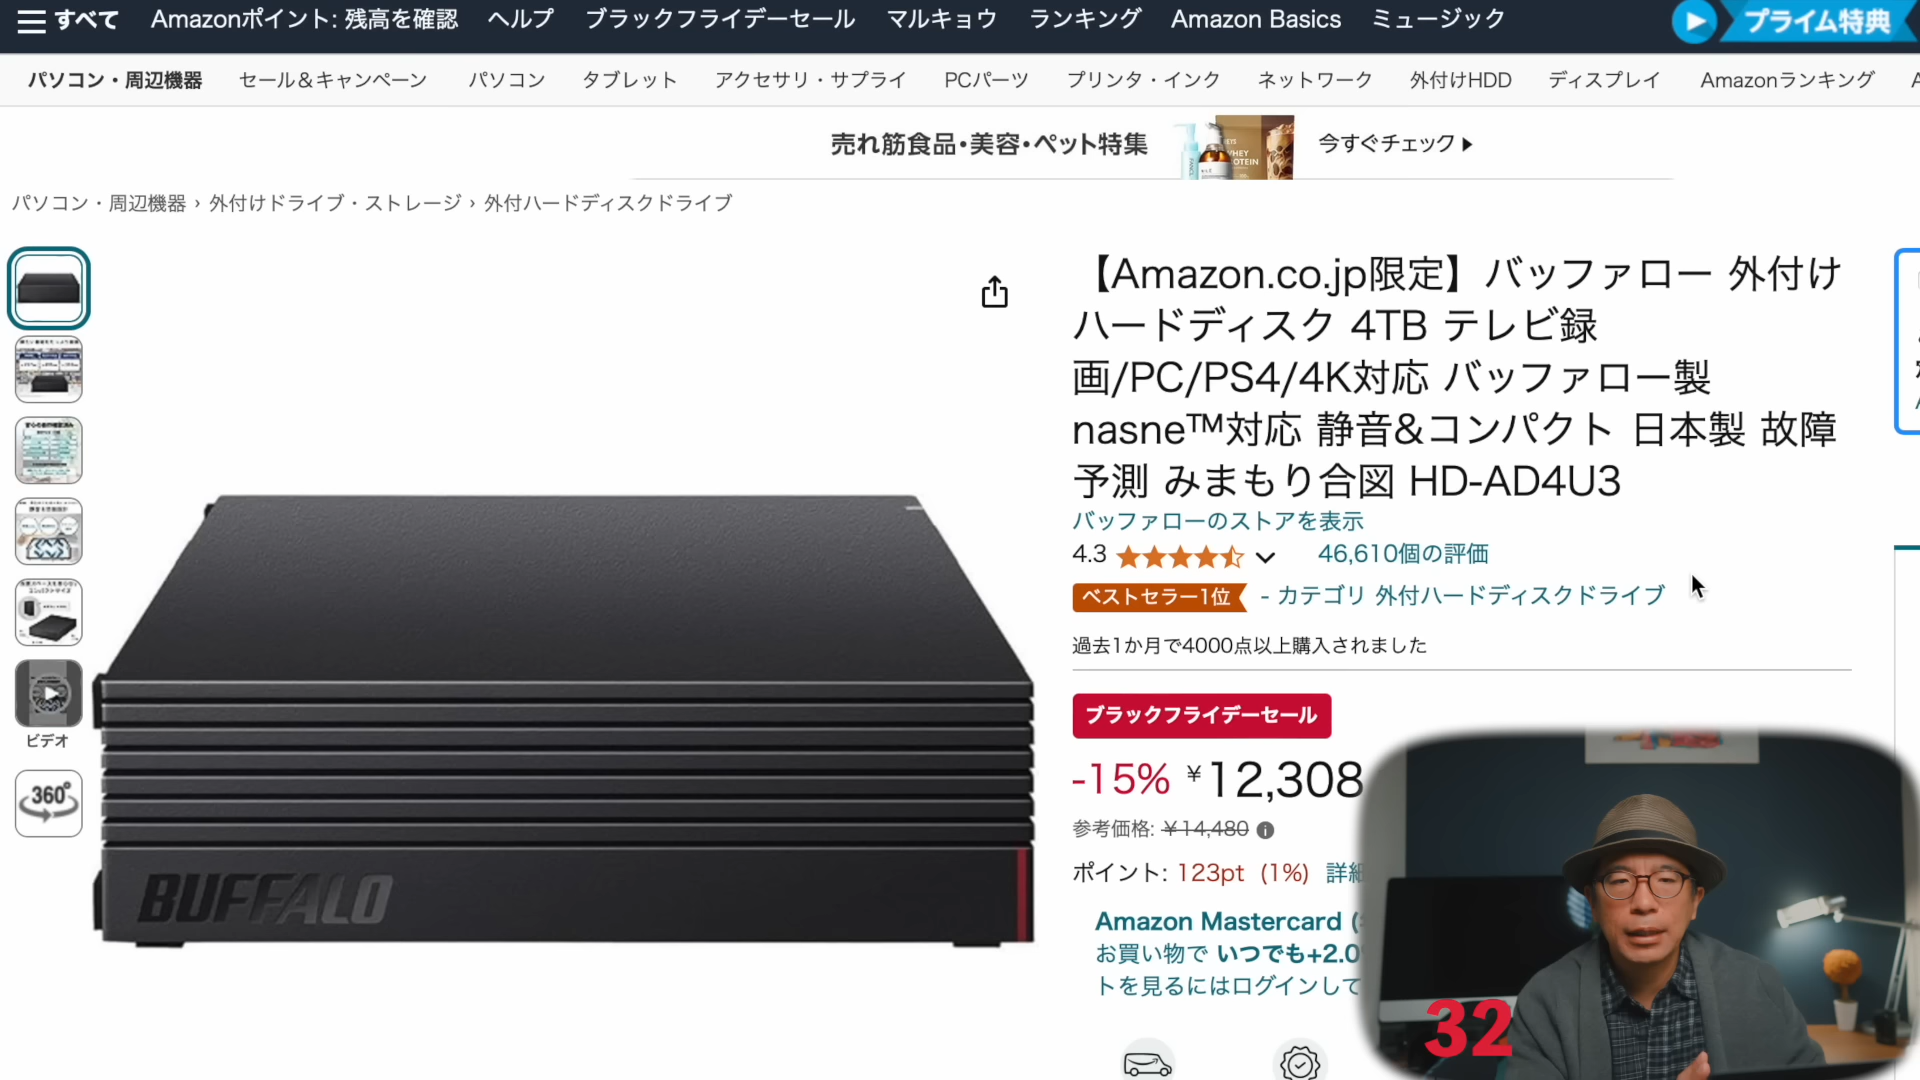 すべて Amazonポイント: 残高を確認 ヘルプ ブラックフライデーセール マルキョウ ランキング Amazon Basics ミュージック プライム特典
パソコン・周辺機器 セール＆キャンペーン パソコン タブレット アクセサリ・サプライ PCパーツ プリンタ・インク ネットワーク 外付けHDD ディスプレイ Amazonランキング
売れ筋食品・美容・ペット特集 今すぐチェック
パソコン・周辺機器 › 外付けドライブ・ストレージ › 外付ハードディスクドライブ
【Amazon.co.jp限定】バッファロー 外付け
ハードディスク 4TB テレビ録
画/PC/PS4/4K対応 バッファロー製
nasne™対応 静音&コンパクト 日本製 故障
予測 みまもり合図 HD-AD4U3
バッファローのストアを表示
4.3 46,610個の評価
ベストセラー1位 - カテゴリ 外付ハードディスクドライブ
過去1か月で4000点以上購入されました
ブラックフライデーセール
-15% ¥12,308
参考価格: ¥14,480
ポイント: 123pt (1%) 詳細
Amazon Mastercard
お買い物で いつでも+2.0
トを見るにはログインして
ビデオ
360°
BUFFALO
32